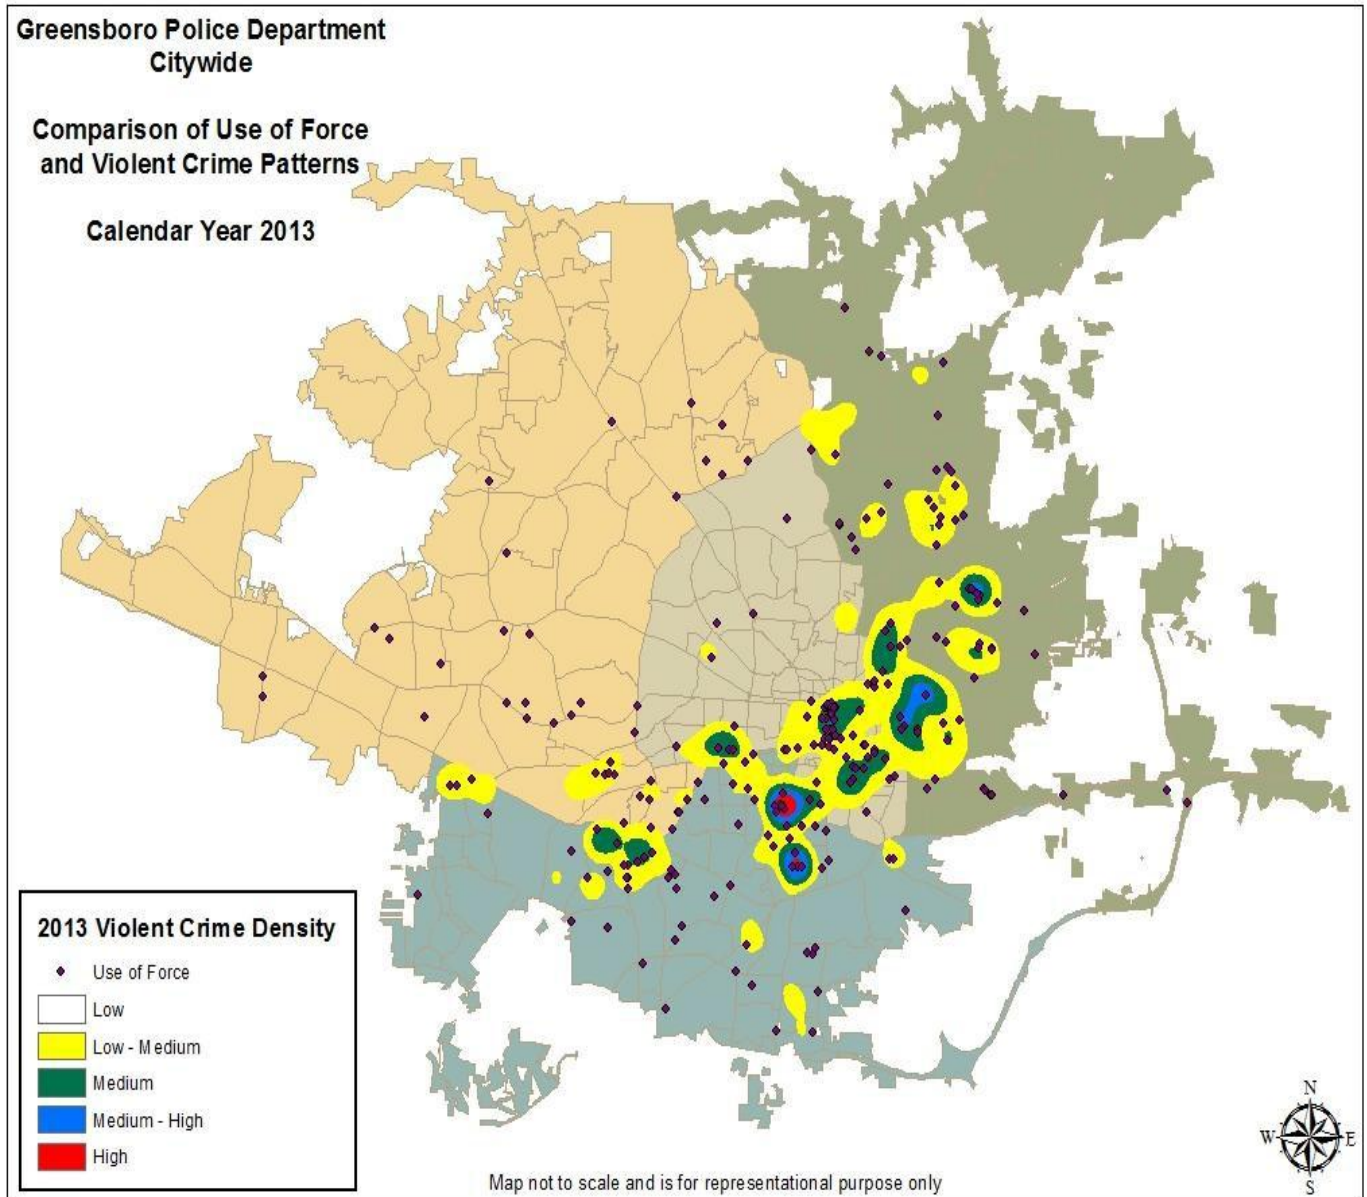 Greensboro Police Department
Citywide
Comparison of Use of Force
and Violent Crime Patterns
Calendar Year 2013
2013 Violent Crime Density
Use of Force
Low
Low - Medium
Medium
Medium - High
High
Map not to scale and is for representational purpose only
N
W
E
S